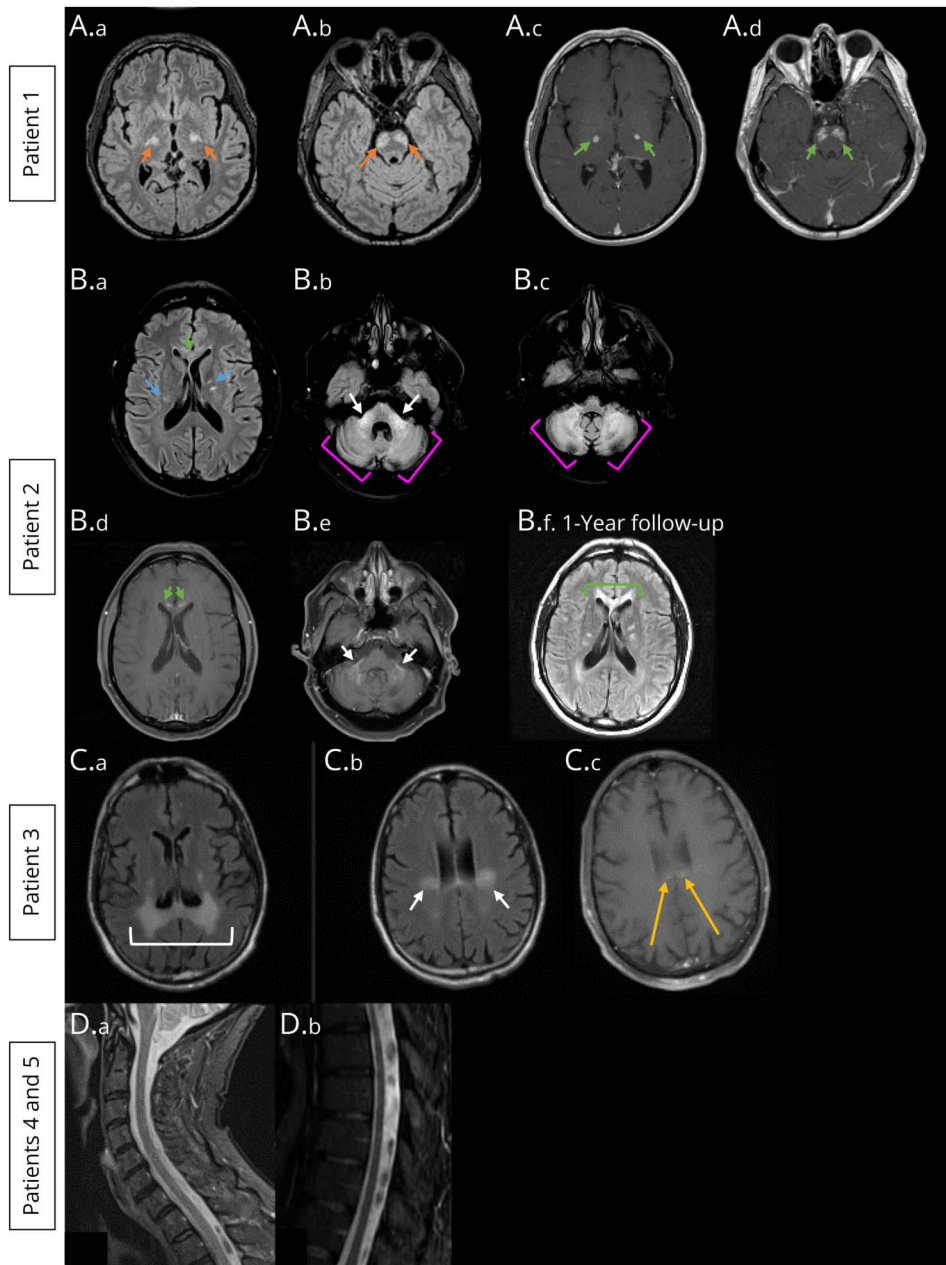 Patient 1
A.a
A.b
A.c
A.d
Patient 2
B.a
B.b
B.c
B.d
B.e
B.f. 1-Year follow-up
Patient 3
C.a
C.b
C.c
Patients 4 and 5
D.a
D.b